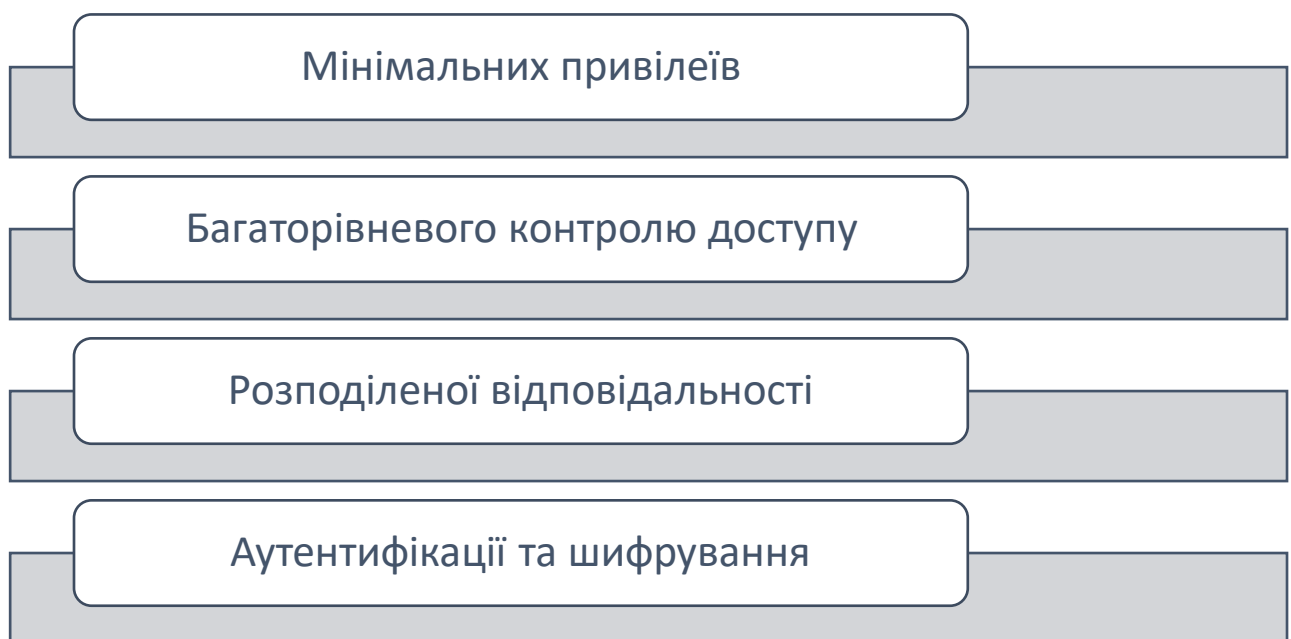 Мінімальних привілеїв
Багаторівневого контролю доступу
Розподіленої відповідальності
Аутентифікації та шифрування